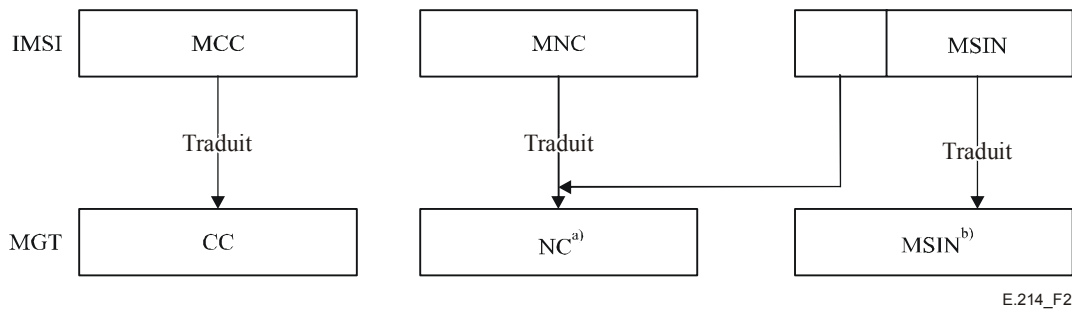 IMSI MCC MNC MSIN
Traduit Traduit Traduit
MGT CC NC a) MSIN b)
E.214_F2